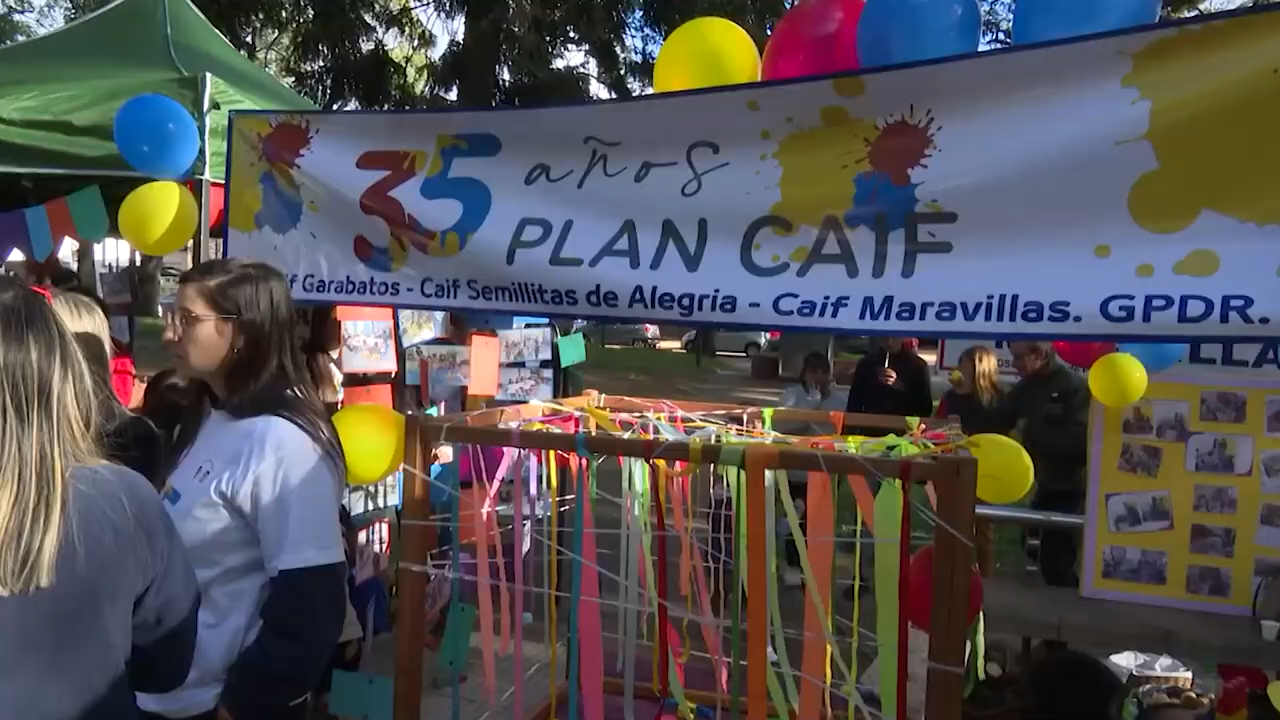 35 años
PLAN CAIF
Garabatos - Caif Semillitas de Alegria - Caif Maravillas. GPDR.